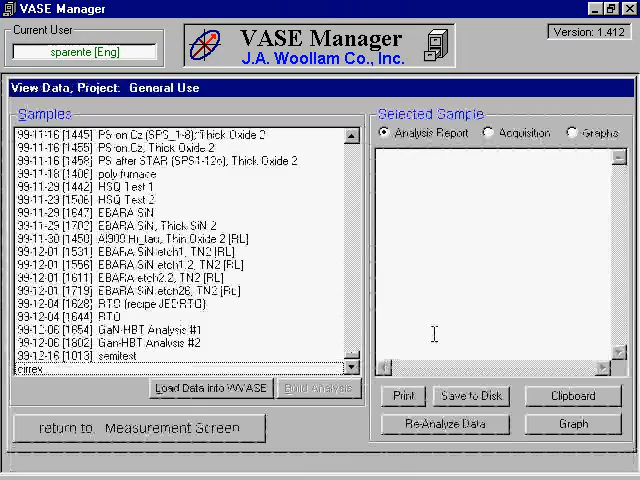 VASE Manager
Current User
sparente [Eng]
VASE Manager
J.A. Woollam Co., Inc.
Version: 1.412
View Data, Project: General Use
Samples
99-11-16 [1445] PS on Cz (SPS_1-8), Thick Oxide 2
99-11-16 [1455] PS on Cz, Thick Oxide 2
99-11-16 [1458] PS after STAR (SPS1-12c), Thick Oxide 2
99-11-18 [1406] poly furnace
99-11-29 [1442] HSQ Test 1
99-11-29 [1506] HSQ Test 2
99-11-29 [1647] EBARA SiN
99-11-29 [1702] EBARA SiN, Thick SiN 2
99-11-30 [1450] Al909 Hi_tau, Thin Oxide 2 [RL]
99-12-01 [1531] EBARA SiN etch1, TN2 [RL]
99-12-01 [1556] EBARA SiN etch1.2, TN2 [RL]
99-12-01 [1611] EBARA etch2.2, TN2 [RL]
99-12-01 [1719] EBARA SiN etch26, TN2 [RL]
99-12-04 [1628] RTO (recipe JEERTO)
99-12-04 [1644] RTO
99-12-06 [1654] GaN-HBT Analysis #1
99-12-06 [1802] GaN-HBT Analysis #2
99-12-16 [1013] semitest
cirrex
Load Data into WVASE
Build Analysis
return to Measurement Screen
Selected Sample
Analysis Report
Acquisition
Graphs
Print
Save to Disk
Clipboard
Re-Analyze Data
Graph